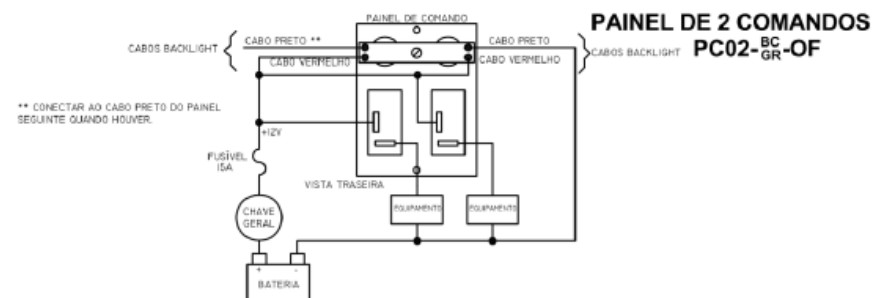 PAINEL DE COMANDO
PAINEL DE 2 COMANDOS
PC02-BC/GR-OF
CABOS BACKLIGHT
CABO PRETO **
CABO PRETO
CABOS BACKLIGHT
CABO VERMELHO
CABO VERMELHO
** CONECTAR AO CABO PRETO DO PAINEL
SEGUINTE QUANDO HOUVER.
+12V
FUSÍVEL
15A
VISTA TRASEIRA
EQUIPAMENTO
EQUIPAMENTO
CHAVE
GERAL
+ -
BATERIA